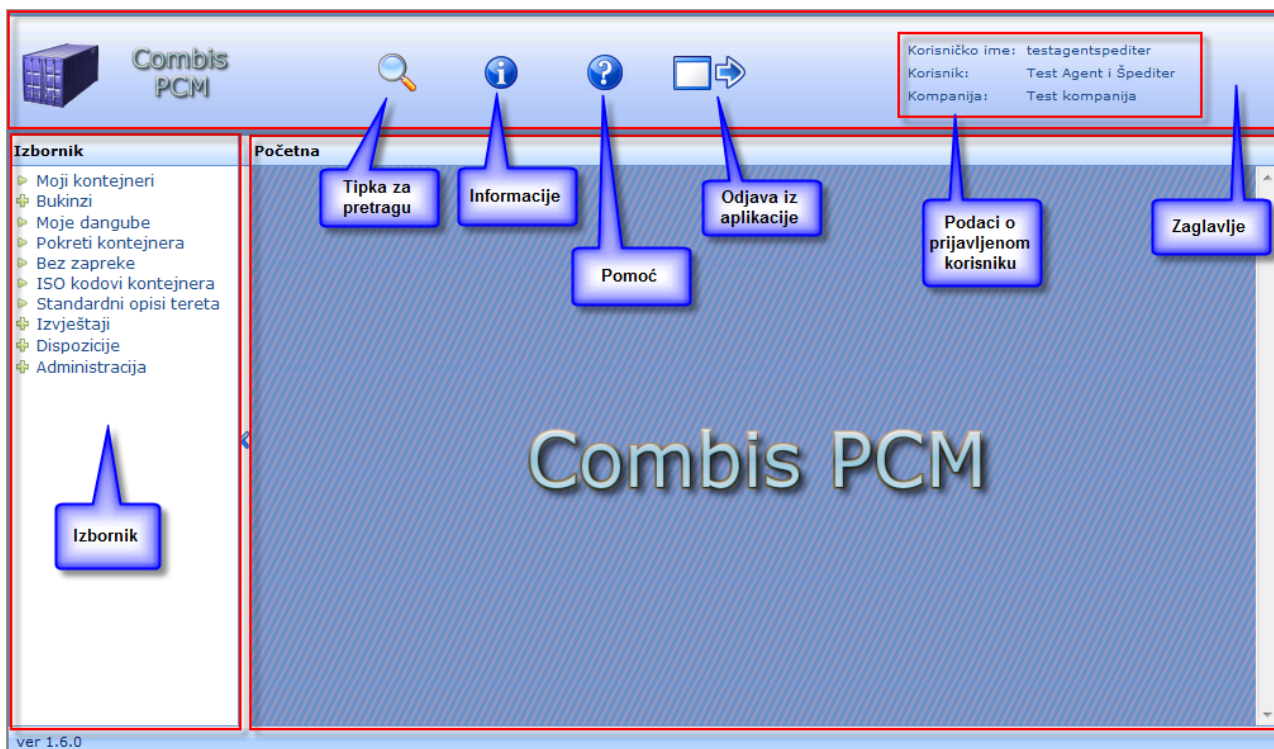 Combis
PCM
Korisničko ime: testagentspediter
Korisnik: Test Agent i Špediter
Kompanija: Test kompanija
Izbornik
Početna
Moji kontejneri
Bukinzi
Moje dangube
Pokreti kontejnera
Bez zapreke
ISO kodovi kontejnera
Standardni opisi tereta
Izvještaji
Dispozicije
Administracija
Tipka za
pretragu
Informacije
Pomoć
Odjava iz
aplikacije
Podaci o
prijavljenom
korisniku
Zaglavlje
Combis PCM
Izbornik
ver 1.6.0